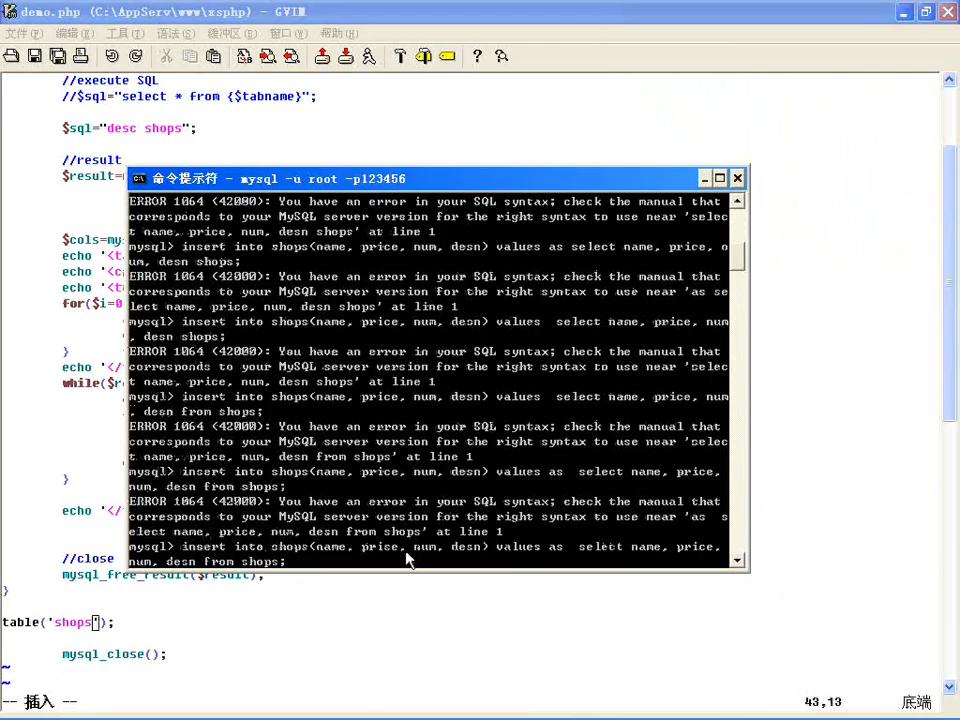 demo.php (C:\AppServ\www\xsphp) - GVIM
文件(F) 编辑(E) 工具(T) 语法(S) 缓冲区(B) 窗口(W) 帮助(H)
//execute SQL
//$sql="select * from {$tabname}";
$sql="desc shops";
//result
$result=
命令提示符 - mysql -u root -p123456
ERROR 1064 (42000): You have an error in your SQL syntax; check the manual that
corresponds to your MySQL server version for the right syntax to use near 'selec
t name, price, num, desn shops' at line 1
mysql> insert into shops(name, price, num, desn) values as select name, price, n
um, desn shops;
ERROR 1064 (42000): You have an error in your SQL syntax; check the manual that
corresponds to your MySQL server version for the right syntax to use near 'as se
lect name, price, num, desn shops' at line 1
mysql> insert into shops(name, price, num, desn) values  select name, price, num
, desn shops;
ERROR 1064 (42000): You have an error in your SQL syntax; check the manual that
corresponds to your MySQL server version for the right syntax to use near 'selec
t name, price, num, desn shops' at line 1
mysql> insert into shops(name, price, num, desn) values  select name, price, num
, desn from shops;
ERROR 1064 (42000): You have an error in your SQL syntax; check the manual that
corresponds to your MySQL server version for the right syntax to use near 'selec
t name, price, num, desn from shops' at line 1
mysql> insert into shops(name, price, num, desn) values as  select name, price,
num, desn from shops;
ERROR 1064 (42000): You have an error in your SQL syntax; check the manual that
corresponds to your MySQL server version for the right syntax to use near 'as  s
elect name, price, num, desn from shops' at line 1
mysql> insert into shops(name, price, num, desn) values as  select name, price,
num, desn from shops;
$cols=my
echo '<t
echo '<c
echo '<t
for($i=0
}
echo '</
while($r
}
echo '</
//close
mysql_free_result($result);
}
table('shops');
mysql_close();
~
~
-- 插入 --
43,13
底端